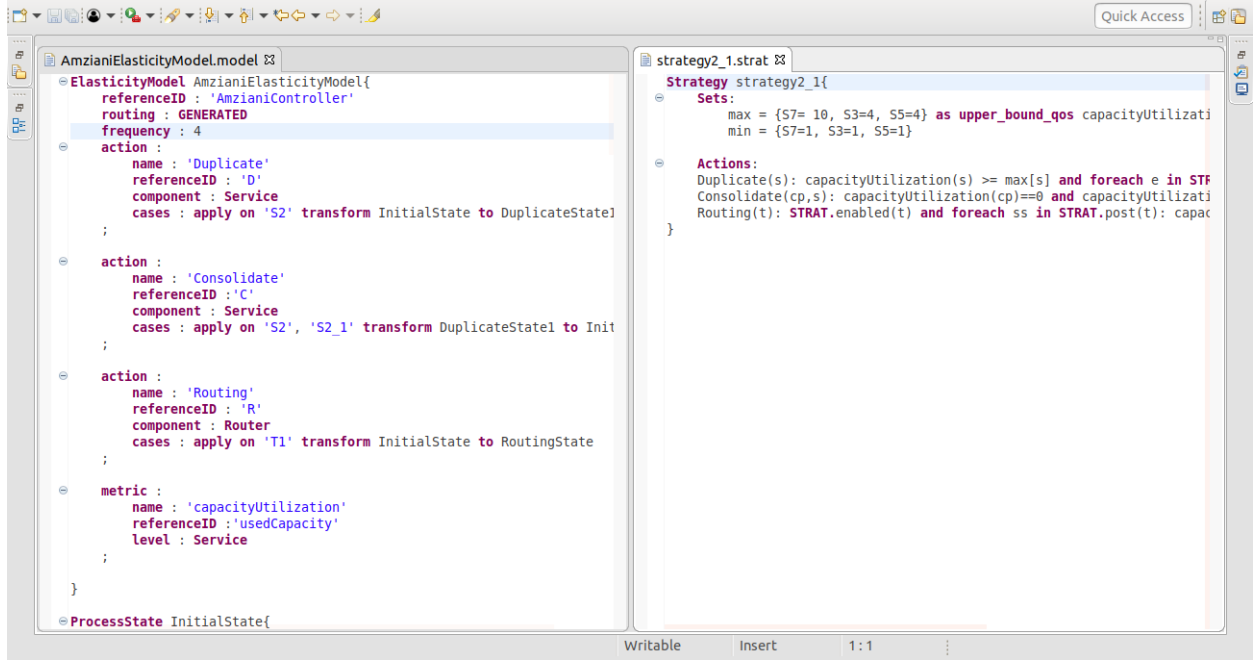 Quick Access
AmzianiElasticityModel.model
ElasticityModel AmzianiElasticityModel{
referenceID : 'AmzianiController'
routing : GENERATED
frequency : 4
action :
name : 'Duplicate'
referenceID : 'D'
component : Service
cases : apply on 'S2' transform InitialState to DuplicateState1
;
action :
name : 'Consolidate'
referenceID :'C'
component : Service
cases : apply on 'S2', 'S2_1' transform DuplicateState1 to Init
;
action :
name : 'Routing'
referenceID : 'R'
component : Router
cases : apply on 'T1' transform InitialState to RoutingState
;
metric :
name : 'capacityUtilization'
referenceID :'usedCapacity'
level : Service
;
}
ProcessState InitialState{
strategy2_1.strat
Strategy strategy2_1{
Sets:
max = {S7= 10, S3=4, S5=4} as upper_bound_qos capacityUtilizati
min = {S7=1, S3=1, S5=1}
Actions:
Duplicate(s): capacityUtilization(s) >= max[s] and foreach e in STR
Consolidate(cp,s): capacityUtilization(cp)==0 and capacityUtilizati
Routing(t): STRAT.enabled(t) and foreach ss in STRAT.post(t): capac
}
Writable Insert 1:1